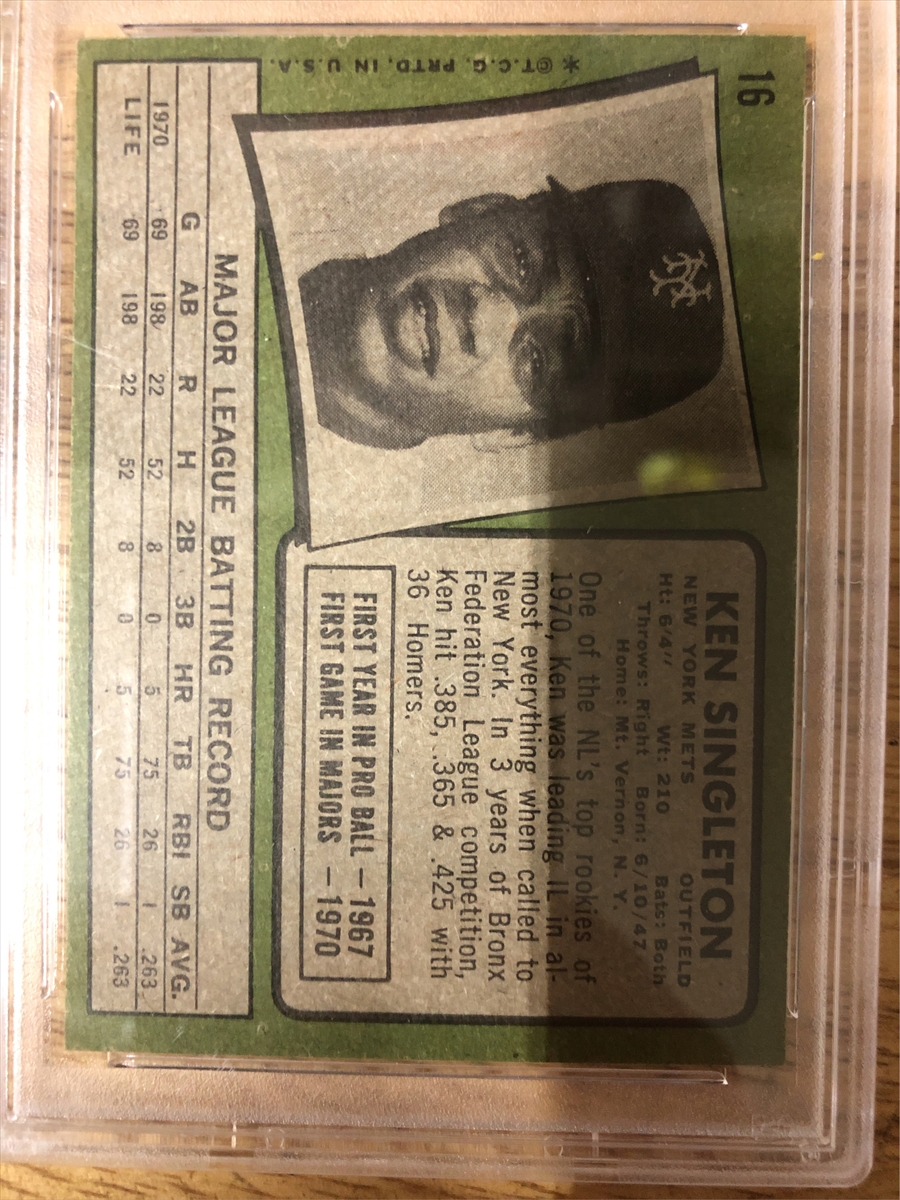 16
* ©T.C.G. PRTD. IN U.S.A.
NY
KEN SINGLETON
NEW YORK METS OUTFIELD
Ht: 6'4" Wt: 210 Bats: Both
Throws: Right Born: 6/10/47
Home: Mt. Vernon, N. Y.
One of the NL's top rookies of
1970, Ken was leading IL in al-
most everything when called to
New York. In 3 years of Bronx
Federation League competition,
Ken hit .385, .365 & .425 with
36 Homers.
FIRST YEAR IN PRO BALL — 1967
FIRST GAME IN MAJORS — 1970
MAJOR LEAGUE BATTING RECORD
G AB R H 2B 3B HR TB RBI SB AVG.
1970 69 198 22 52 8 0 5 75 26 1 .263
LIFE 69 198 22 52 8 0 5 75 26 1 .263